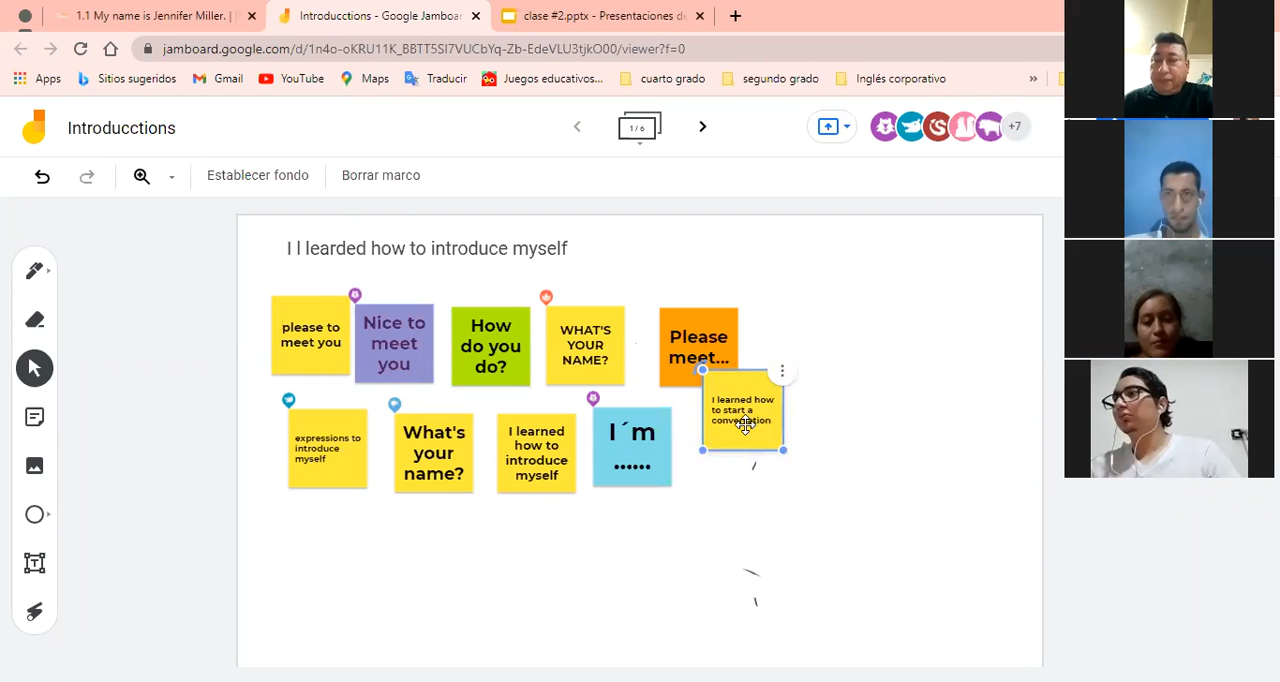 1.1 My name is Jennifer Miller. |
Introducctions - Google Jamboar
clase #2.pptx - Presentaciones d
jamboard.google.com/d/1n4o-oKRU11K_BBTT5SI7VUCbYq-Zb-EdeVLU3tjkO00/viewer?f=0
Apps
Sitios sugeridos
Gmail
YouTube
Maps
Traducir
Juegos educativos...
cuarto grado
segundo grado
Inglés corporativo
»
Introducctions
1/6
+7
Establecer fondo
Borrar marco
I l learded how to introduce myself
please to
meet you
Nice to
meet
you
How
do you
do?
WHAT'S
YOUR
NAME?
Please
meet...
I learned how
to start a
expressions to
introduce
myself
What's
your
name?
I learned
how to
introduce
myself
I´m
......